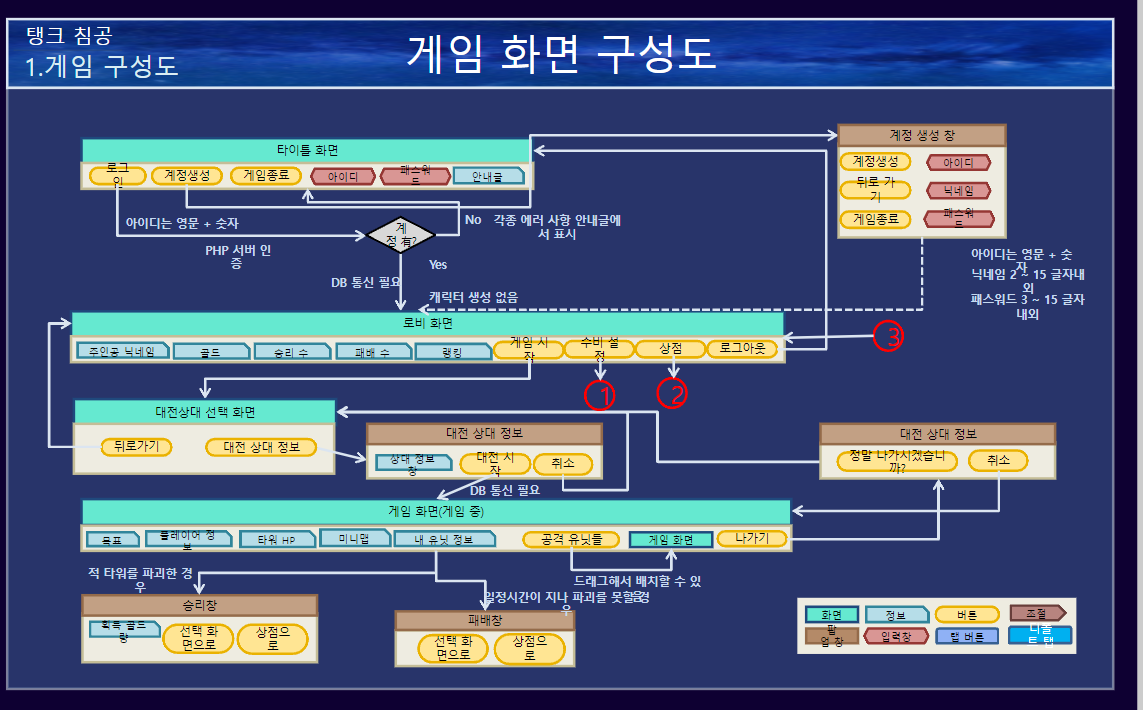 탱크 침공
1.게임 구성도
게임 화면 구성도
타이틀 화면
로그
인
계정생성
게임종료
아이디
패스워
드
안내글
계정 생성 창
계정생성
아이디
뒤로 가
기
닉네임
게임종료
패스워
드
아이디는 영문 + 숫자
PHP 서버 인
증
계
정 有?
No
각종 에러 사항 안내글에
서 표시
Yes
DB 통신 필요
캐릭터 생성 없음
아이디는 영문 + 숫
자
닉네임 2 ~ 15 글자내
외
패스워드 3 ~ 15 글자
내외
로비 화면
주인공 닉네임
골드
승리 수
패배 수
랭킹
게임 시
작
수비 설
정
상점
로그아웃
3
1
2
대전상대 선택 화면
뒤로가기
대전 상대 정보
대전 상대 정보
상대 정보
창
대전 시
작
취소
대전 상대 정보
정말 나가시겠습니
까?
취소
DB 통신 필요
게임 화면(게임 중)
목표
플레이어 정
보
타워 HP
미니맵
내 유닛 정보
공격 유닛들
게임 화면
나가기
적 타워를 파괴한 경
우
드래그해서 배치할 수 있
음
일정시간이 지나 파괴를 못할 경
우
승리창
획득 골드
량
선택 화
면으로
상점으
로
패배창
선택 화
면으로
상점으
로
화면
정보
버튼
조절
팝
업 창
입력창
탭 버튼
디폴
트 탭